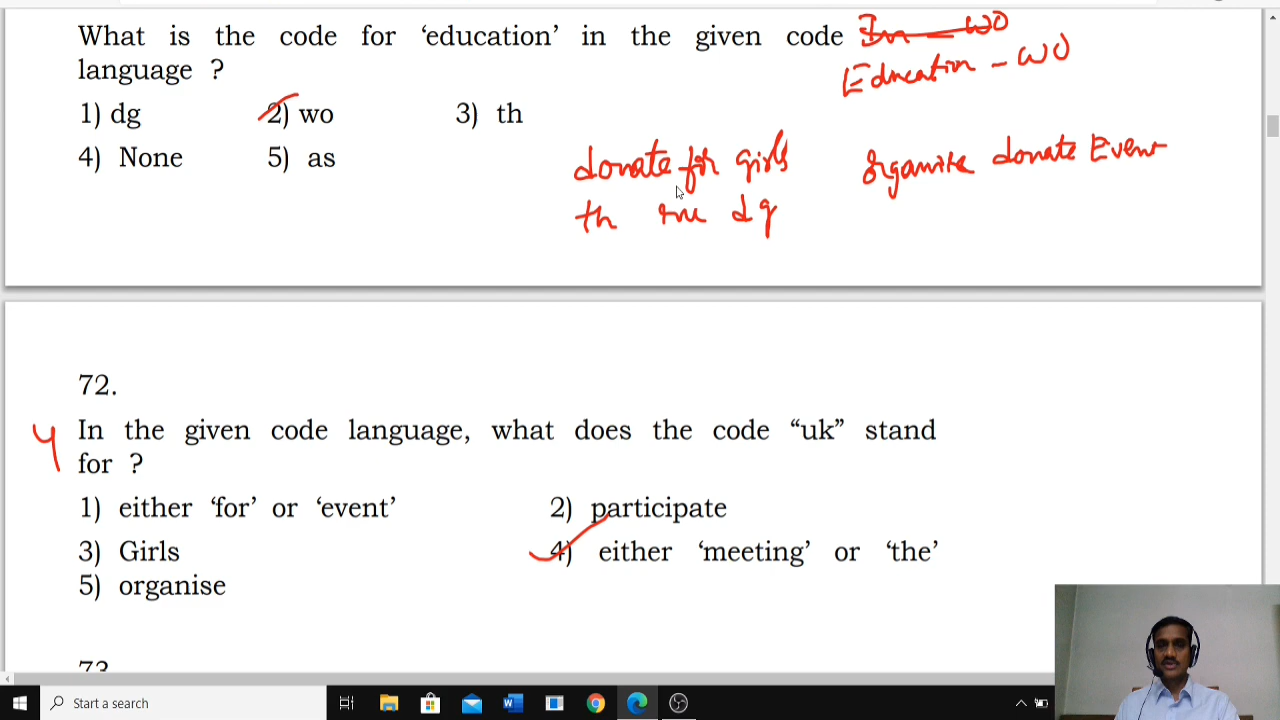 What is the code for ‘education’ in the given code
In – wo
language ?
Education – wo
1) dg 2) wo 3) th
4) None 5) as
donate for girls
organise donate Event
th dg
72.
4
In the given code language, what does the code “uk” stand
for ?
1) either ‘for’ or ‘event’ 2) participate
3) Girls 4) either ‘meeting’ or ‘the’
5) organise
73
Start a search